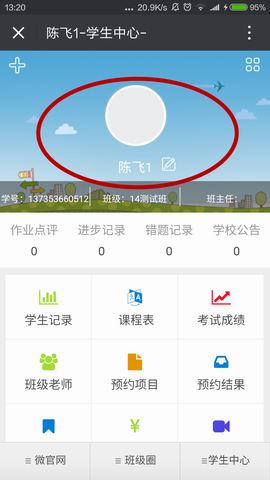 13:20 ... 20.9K/s 95%
陈飞1-学生中心-
陈飞1
学号：137353660512 班级：14测试班 班主任：
作业点评 进步记录 错题记录 学校公告
0 0 0 0
学生记录 课程表 考试成绩
班级老师 预约项目 预约结果
≡ 微官网 ≡ 班级圈 ≡学生中心